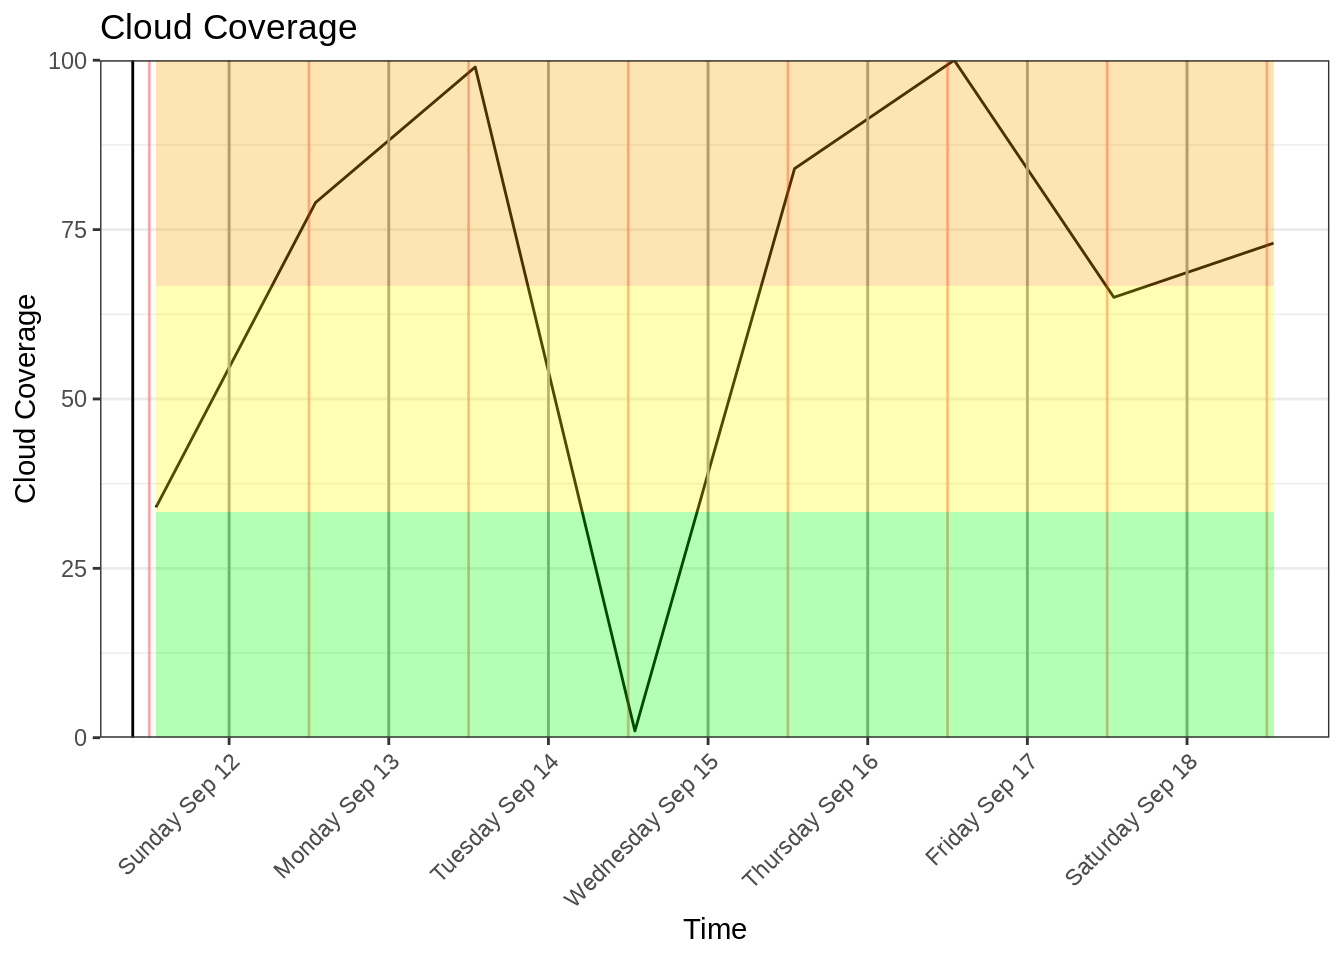 Cloud Coverage
100
75
50
25
0
Cloud Coverage
Sunday Sep 12
Monday Sep 13
Tuesday Sep 14
Wednesday Sep 15
Thursday Sep 16
Friday Sep 17
Saturday Sep 18
Time